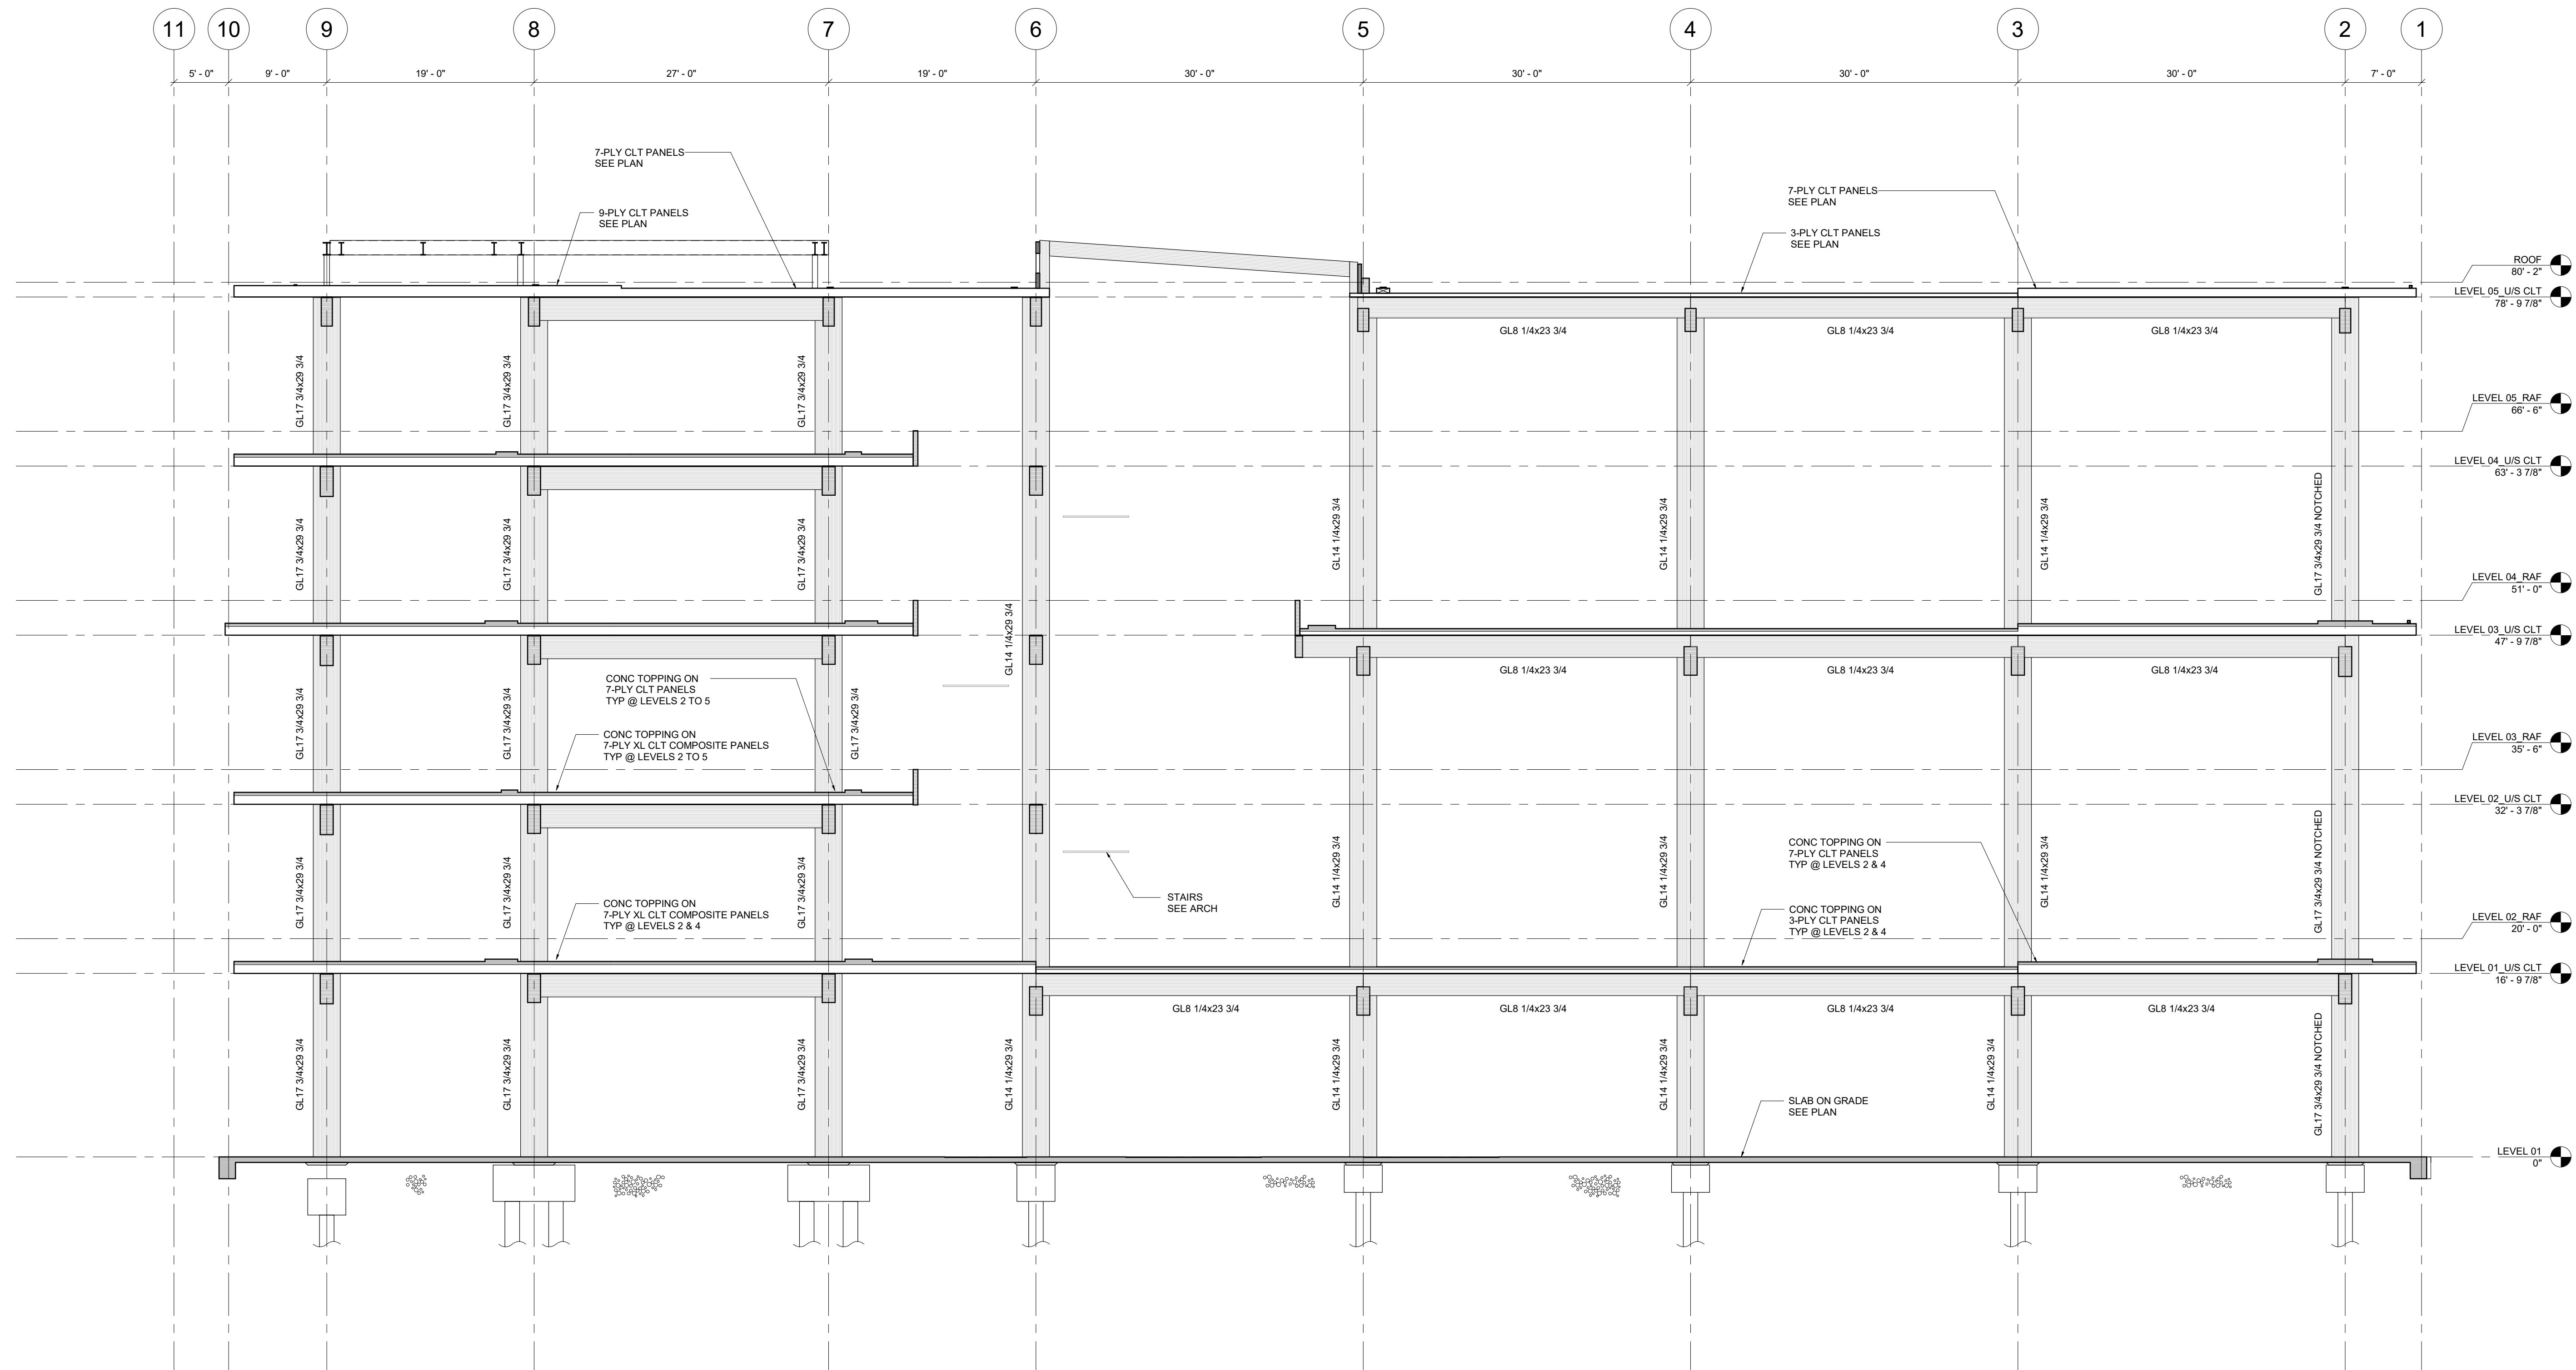 11 10 9 8 7 6 5 4 3 2 1
5' - 0" 9' - 0" 19' - 0" 27' - 0" 19' - 0" 30' - 0" 30' - 0" 30' - 0" 30' - 0" 7' - 0"
7-PLY CLT PANELS
SEE PLAN
9-PLY CLT PANELS
SEE PLAN
7-PLY CLT PANELS
SEE PLAN
3-PLY CLT PANELS
SEE PLAN
ROOF
80' - 2"
LEVEL 05_U/S CLT
78' - 9 7/8"
GL8 1/4x23 3/4 GL8 1/4x23 3/4 GL8 1/4x23 3/4
GL17 3/4x29 3/4
GL17 3/4x29 3/4
GL17 3/4x29 3/4
LEVEL 05_RAF
66' - 6"
LEVEL 04_U/S CLT
63' - 3 7/8"
GL17 3/4x29 3/4
GL17 3/4x29 3/4
GL17 3/4x29 3/4
GL14 1/4x29 3/4
GL14 1/4x29 3/4
GL14 1/4x29 3/4
GL17 3/4x29 3/4 NOTCHED
LEVEL 04_RAF
51' - 0"
LEVEL 03_U/S CLT
47' - 9 7/8"
GL14 1/4x29 3/4
GL8 1/4x23 3/4 GL8 1/4x23 3/4 GL8 1/4x23 3/4
CONC TOPPING ON
7-PLY CLT PANELS
TYP @ LEVELS 2 TO 5
CONC TOPPING ON
7-PLY XL CLT COMPOSITE PANELS
TYP @ LEVELS 2 TO 5
GL17 3/4x29 3/4
GL17 3/4x29 3/4
GL17 3/4x29 3/4
LEVEL 03_RAF
35' - 6"
LEVEL 02_U/S CLT
32' - 3 7/8"
GL17 3/4x29 3/4
GL17 3/4x29 3/4
GL17 3/4x29 3/4
GL14 1/4x29 3/4
GL14 1/4x29 3/4
GL14 1/4x29 3/4
GL17 3/4x29 3/4 NOTCHED
CONC TOPPING ON
7-PLY CLT PANELS
TYP @ LEVELS 2 & 4
STAIRS
SEE ARCH
CONC TOPPING ON
7-PLY XL CLT COMPOSITE PANELS
TYP @ LEVELS 2 & 4
CONC TOPPING ON
3-PLY CLT PANELS
TYP @ LEVELS 2 & 4
LEVEL 02_RAF
20' - 0"
LEVEL 01_U/S CLT
16' - 9 7/8"
GL8 1/4x23 3/4 GL8 1/4x23 3/4 GL8 1/4x23 3/4 GL8 1/4x23 3/4
GL17 3/4x29 3/4
GL17 3/4x29 3/4
GL17 3/4x29 3/4
GL14 1/4x29 3/4
GL14 1/4x29 3/4
GL14 1/4x29 3/4
GL14 1/4x29 3/4
GL17 3/4x29 3/4 NOTCHED
SLAB ON GRADE
SEE PLAN
LEVEL 01
0"